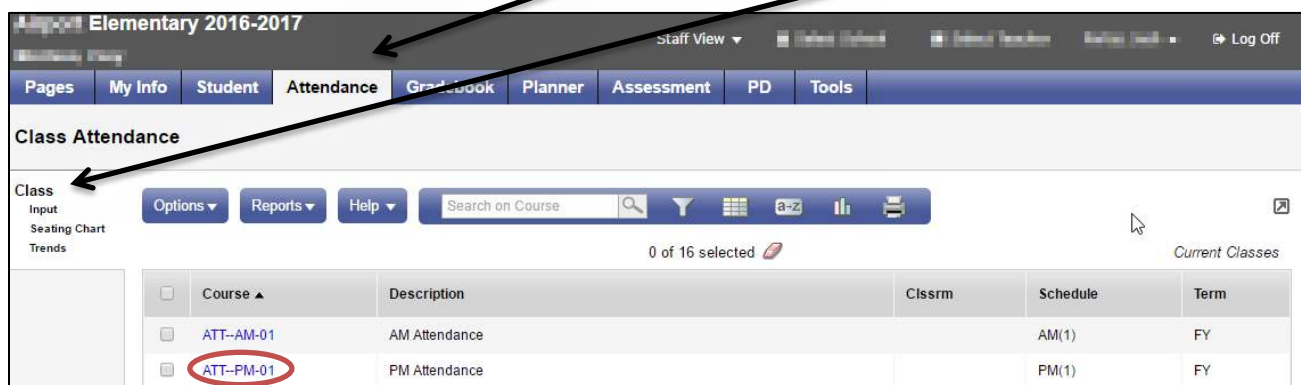 Elementary 2016-2017
Staff View
Log Off
Pages My Info Student Attendance Gradebook Planner Assessment PD Tools
Class Attendance
Class
Input
Seating Chart
Trends
Options Reports Help Search on Course a-z
0 of 16 selected
Current Classes
Course Description Clssrm Schedule Term
ATT--AM-01 AM Attendance AM(1) FY
ATT--PM-01 PM Attendance PM(1) FY